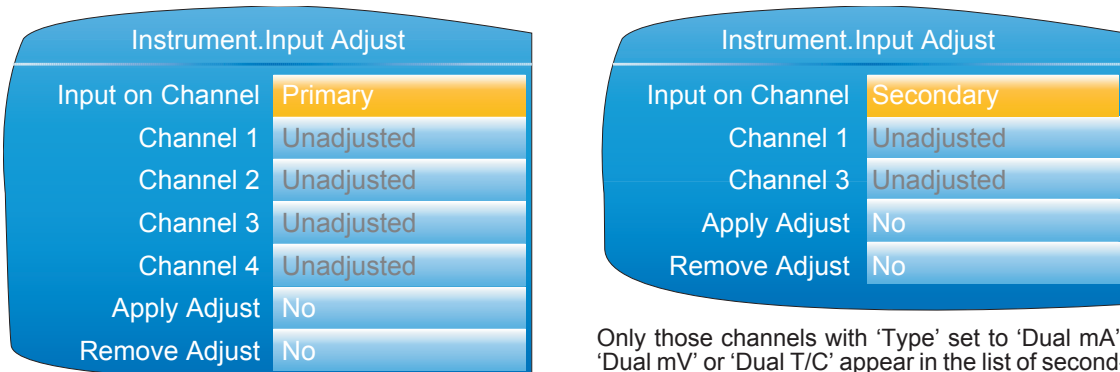 Instrument.Input Adjust
Input on Channel Primary
Channel 1 Unadjusted
Channel 2 Unadjusted
Channel 3 Unadjusted
Channel 4 Unadjusted
Apply Adjust No
Remove Adjust No
Instrument.Input Adjust
Input on Channel Secondary
Channel 1 Unadjusted
Channel 3 Unadjusted
Apply Adjust No
Remove Adjust No
Only those channels with ‘Type’ set to ‘Dual mA’
‘Dual mV’ or ‘Dual T/C’ appear in the list of second